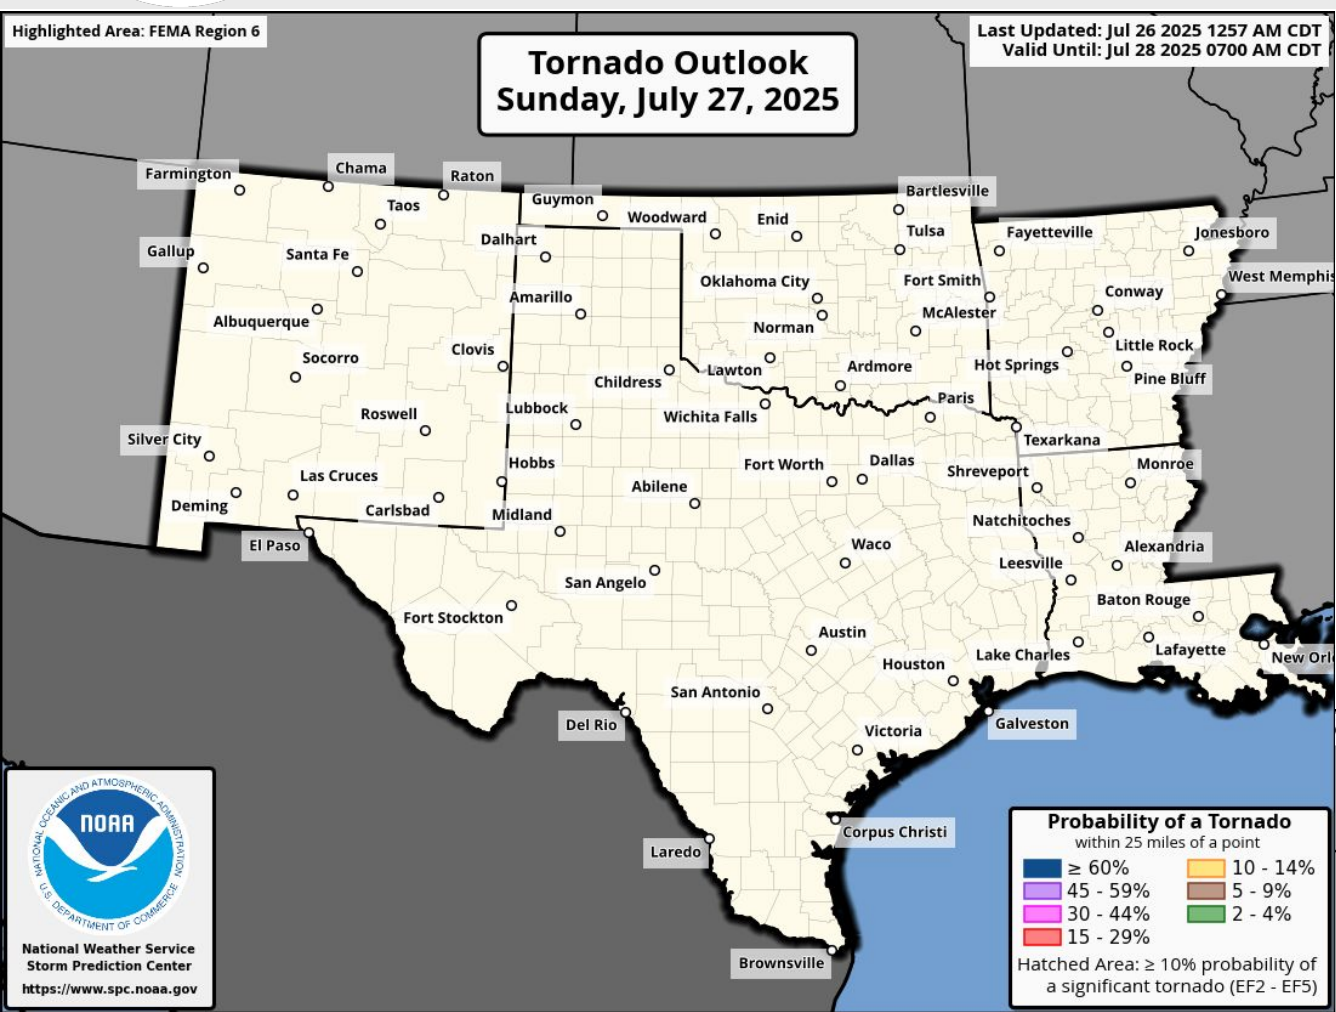 Highlighted Area: FEMA Region 6
Last Updated: Jul 26 2025 1257 AM CDT
Valid Until: Jul 28 2025 0700 AM CDT
Tornado Outlook
Sunday, July 27, 2025
Farmington
Chama
Raton
Taos
Guymon
Woodward
Enid
Bartlesville
Tulsa
Fayetteville
Jonesboro
Gallup
Santa Fe
Dalhart
Oklahoma City
Fort Smith
Conway
West Memphis
Amarillo
Albuquerque
Norman
McAlester
Little Rock
Socorro
Clovis
Childress
Lawton
Ardmore
Hot Springs
Pine Bluff
Roswell
Lubbock
Wichita Falls
Paris
Texarkana
Silver City
Las Cruces
Hobbs
Abilene
Fort Worth
Dallas
Shreveport
Monroe
Deming
Carlsbad
Midland
Natchitoches
El Paso
Waco
Alexandria
San Angelo
Leesville
Fort Stockton
Baton Rouge
Austin
Houston
Lake Charles
Lafayette
New Orl
San Antonio
Del Rio
Victoria
Galveston
Corpus Christi
Laredo
Brownsville
NATIONAL OCEANIC AND ATMOSPHERIC ADMINISTRATION
NOAA
U.S. DEPARTMENT OF COMMERCE
National Weather Service
Storm Prediction Center
https://www.spc.noaa.gov
Probability of a Tornado
within 25 miles of a point
≥ 60%
10 - 14%
45 - 59%
5 - 9%
30 - 44%
2 - 4%
15 - 29%
Hatched Area: ≥ 10% probability of
a significant tornado (EF2 - EF5)